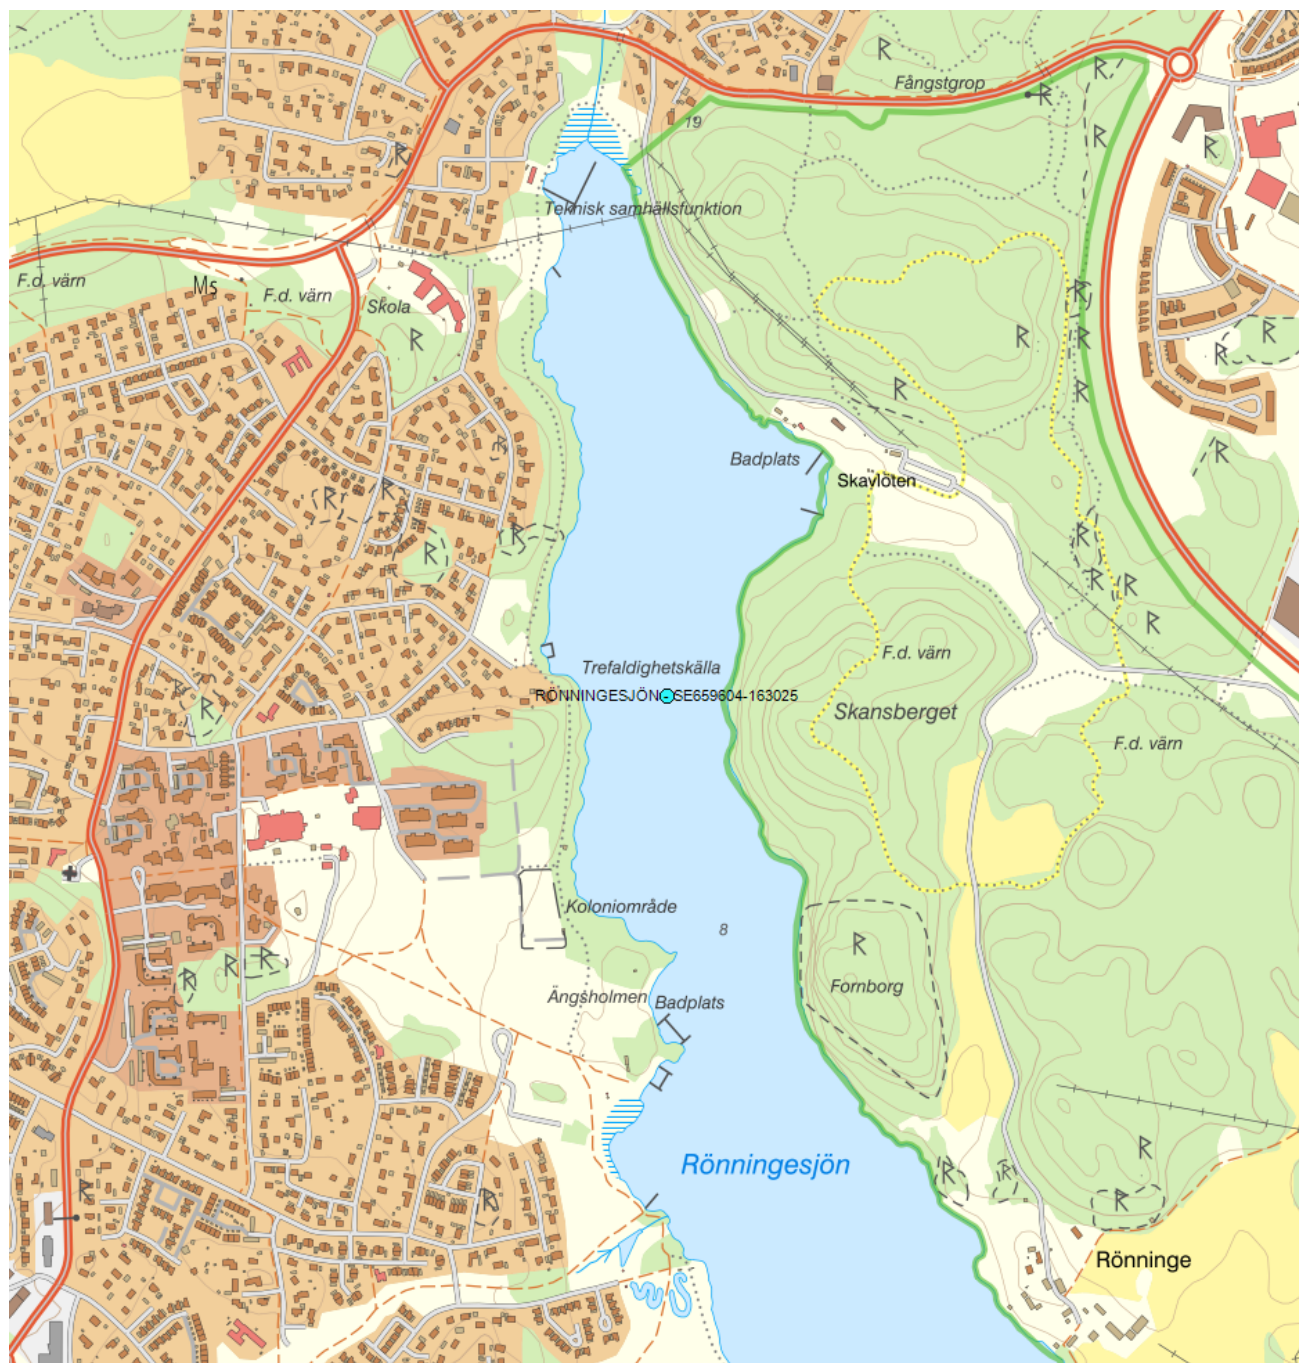 Fångstgrop
R
R
R
R
19
R
R
Teknisk samhällsfunktion
F.d. värn
Ms
F.d. värn
Skola
R
R
R
R
R
R
R
R
R
R
Badplats
Skavlöten
R
R
R
R
R
R
R
R
R
R
R
F.d. värn
Trefaldighetskälla
RÖNNINGESJÖN - SE659604-163025
R
R
Skansberget
F.d. värn
Koloniområde
8
R
R
R
R
Fornborg
Ängsholmen
Badplats
R
Rönningesjön
R
R
R
R
R
Rönninge